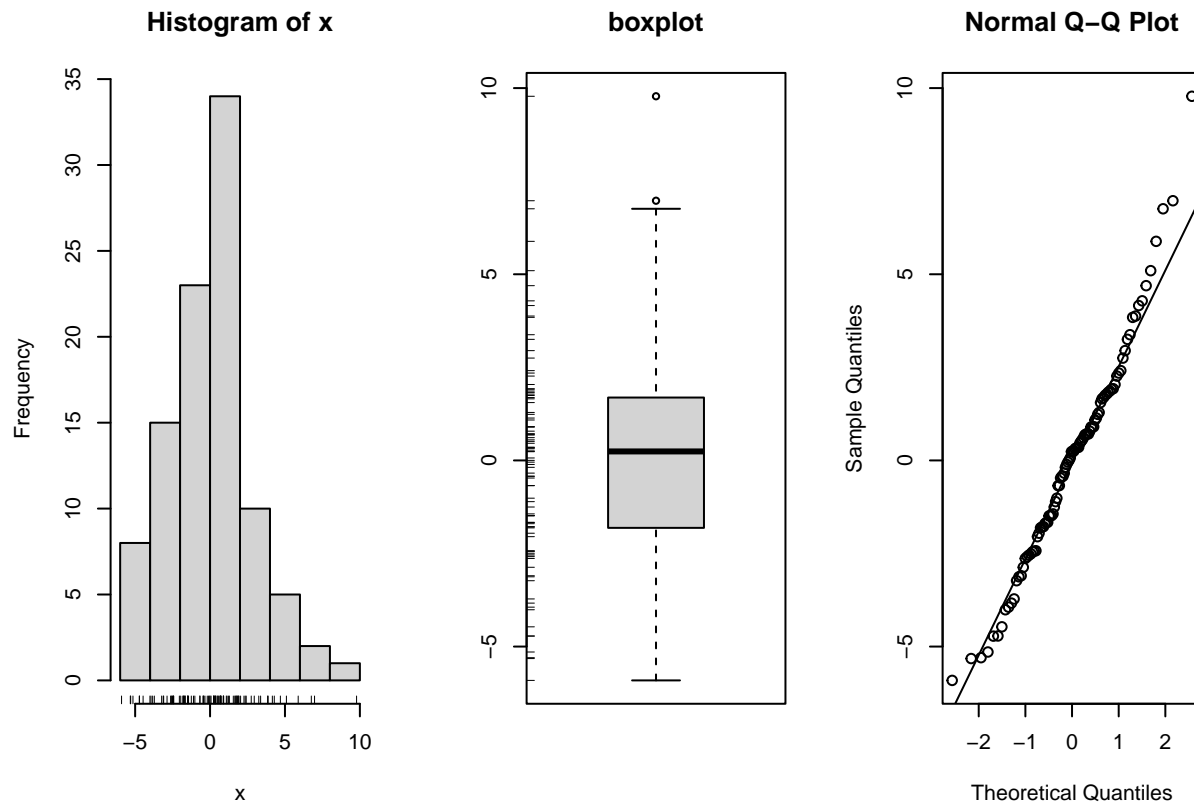 Histogram of x
Frequency
35
30
25
20
15
10
5
0
−5 0 5 10
x
boxplot
10
5
0
−5
Normal Q−Q Plot
Sample Quantiles
10
5
0
−5
−2 −1 0 1 2
Theoretical Quantiles